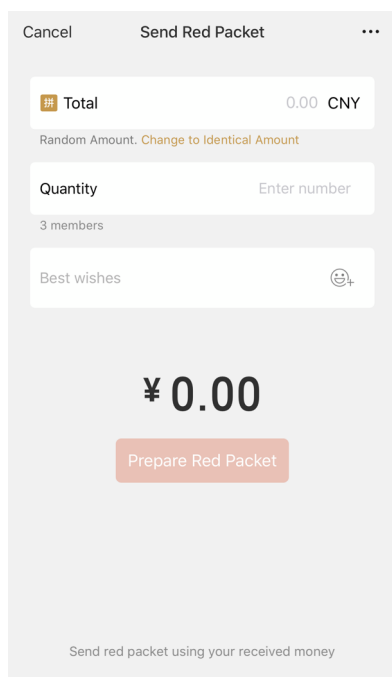 Cancel Send Red Packet
拼 Total 0.00 CNY
Random Amount. Change to Identical Amount
Quantity Enter number
3 members
Best wishes
¥ 0.00
Prepare Red Packet
Send red packet using your received money